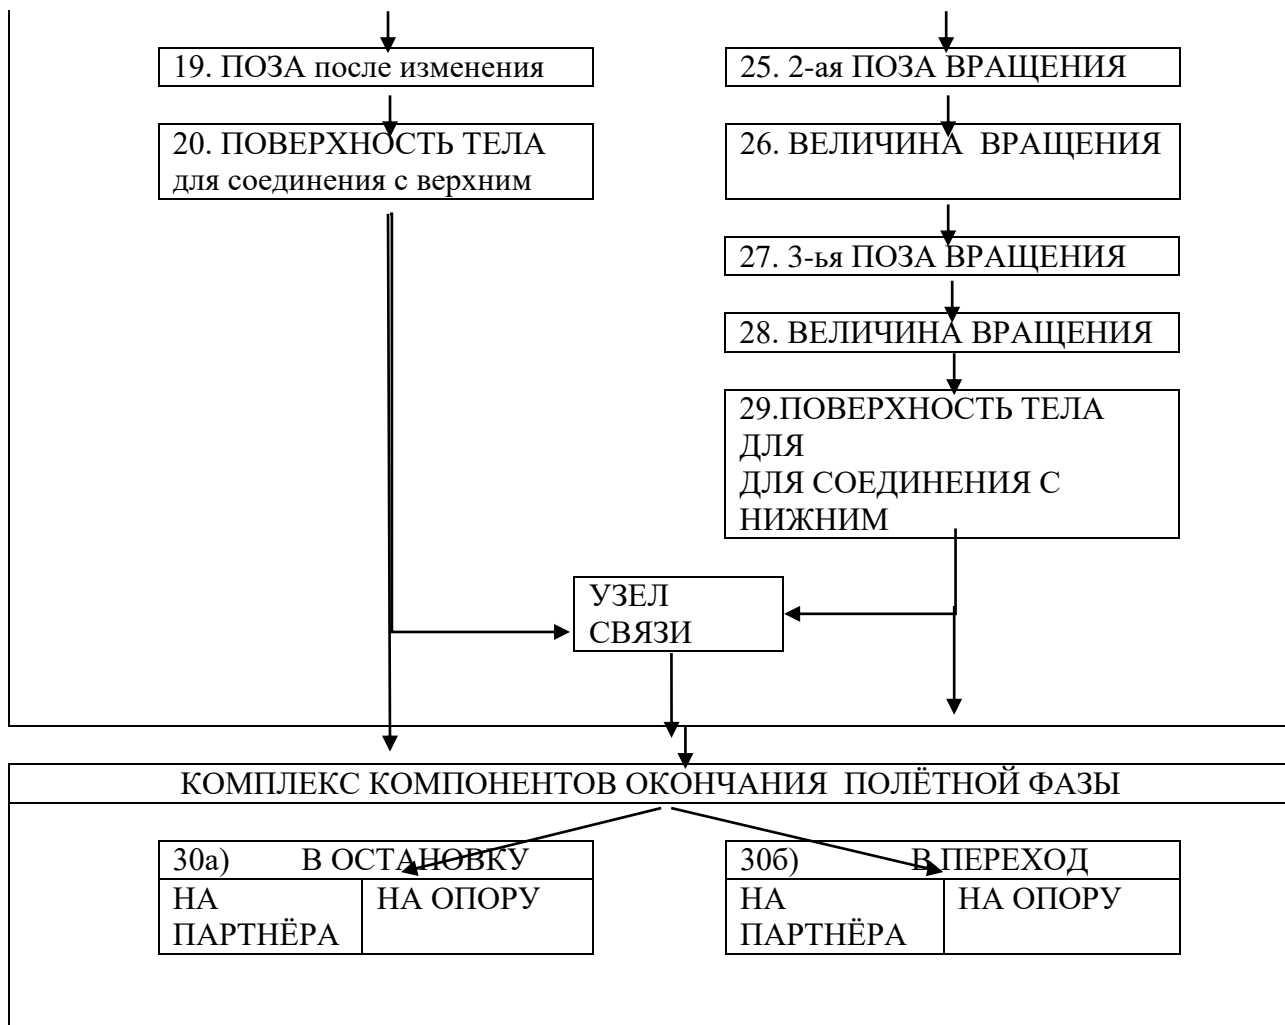 19. ПОЗА после изменения
20. ПОВЕРХНОСТЬ ТЕЛА
для соединения с верхним
25. 2-ая ПОЗА ВРАЩЕНИЯ
26. ВЕЛИЧИНА ВРАЩЕНИЯ
27. 3-ья ПОЗА ВРАЩЕНИЯ
28. ВЕЛИЧИНА ВРАЩЕНИЯ
29.ПОВЕРХНОСТЬ ТЕЛА
ДЛЯ
ДЛЯ СОЕДИНЕНИЯ С
НИЖНИМ
УЗЕЛ
СВЯЗИ
КОМПЛЕКС КОМПОНЕНТОВ ОКОНЧАНИЯ ПОЛЁТНОЙ ФАЗЫ
30а) В ОСТАНОВКУ
НА
ПАРТНЁРА
НА ОПОРУ
30б) В ПЕРЕХОД
НА
ПАРТНЁРА
НА ОПОРУ